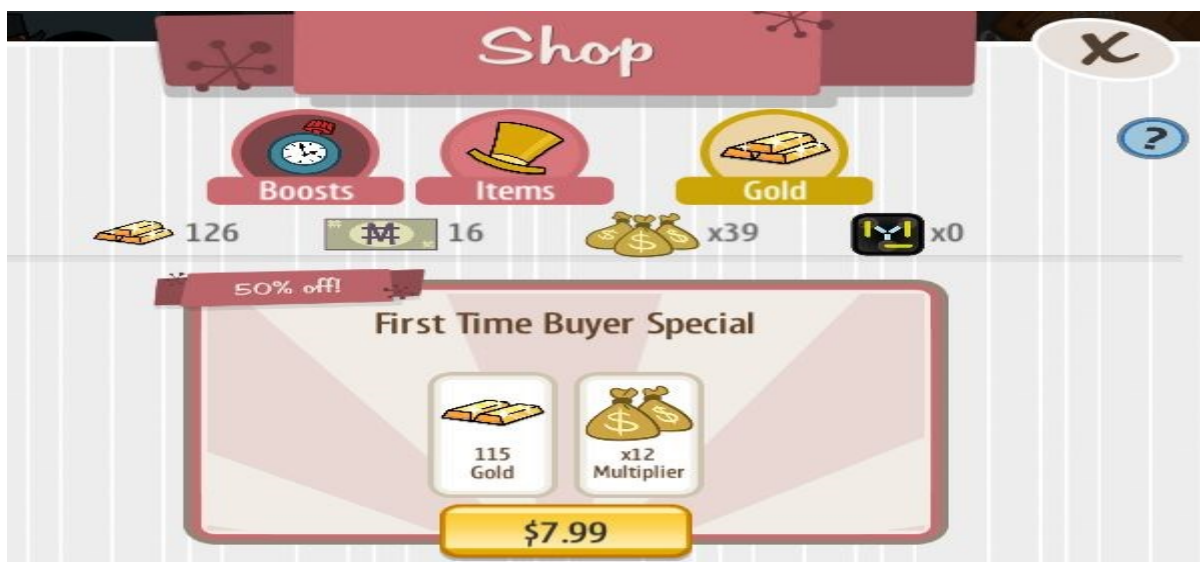 Shop
X
?
Boosts Items Gold
126 16 x39 x0
50% off!
First Time Buyer Special
115 x12
Gold Multiplier
$7.99